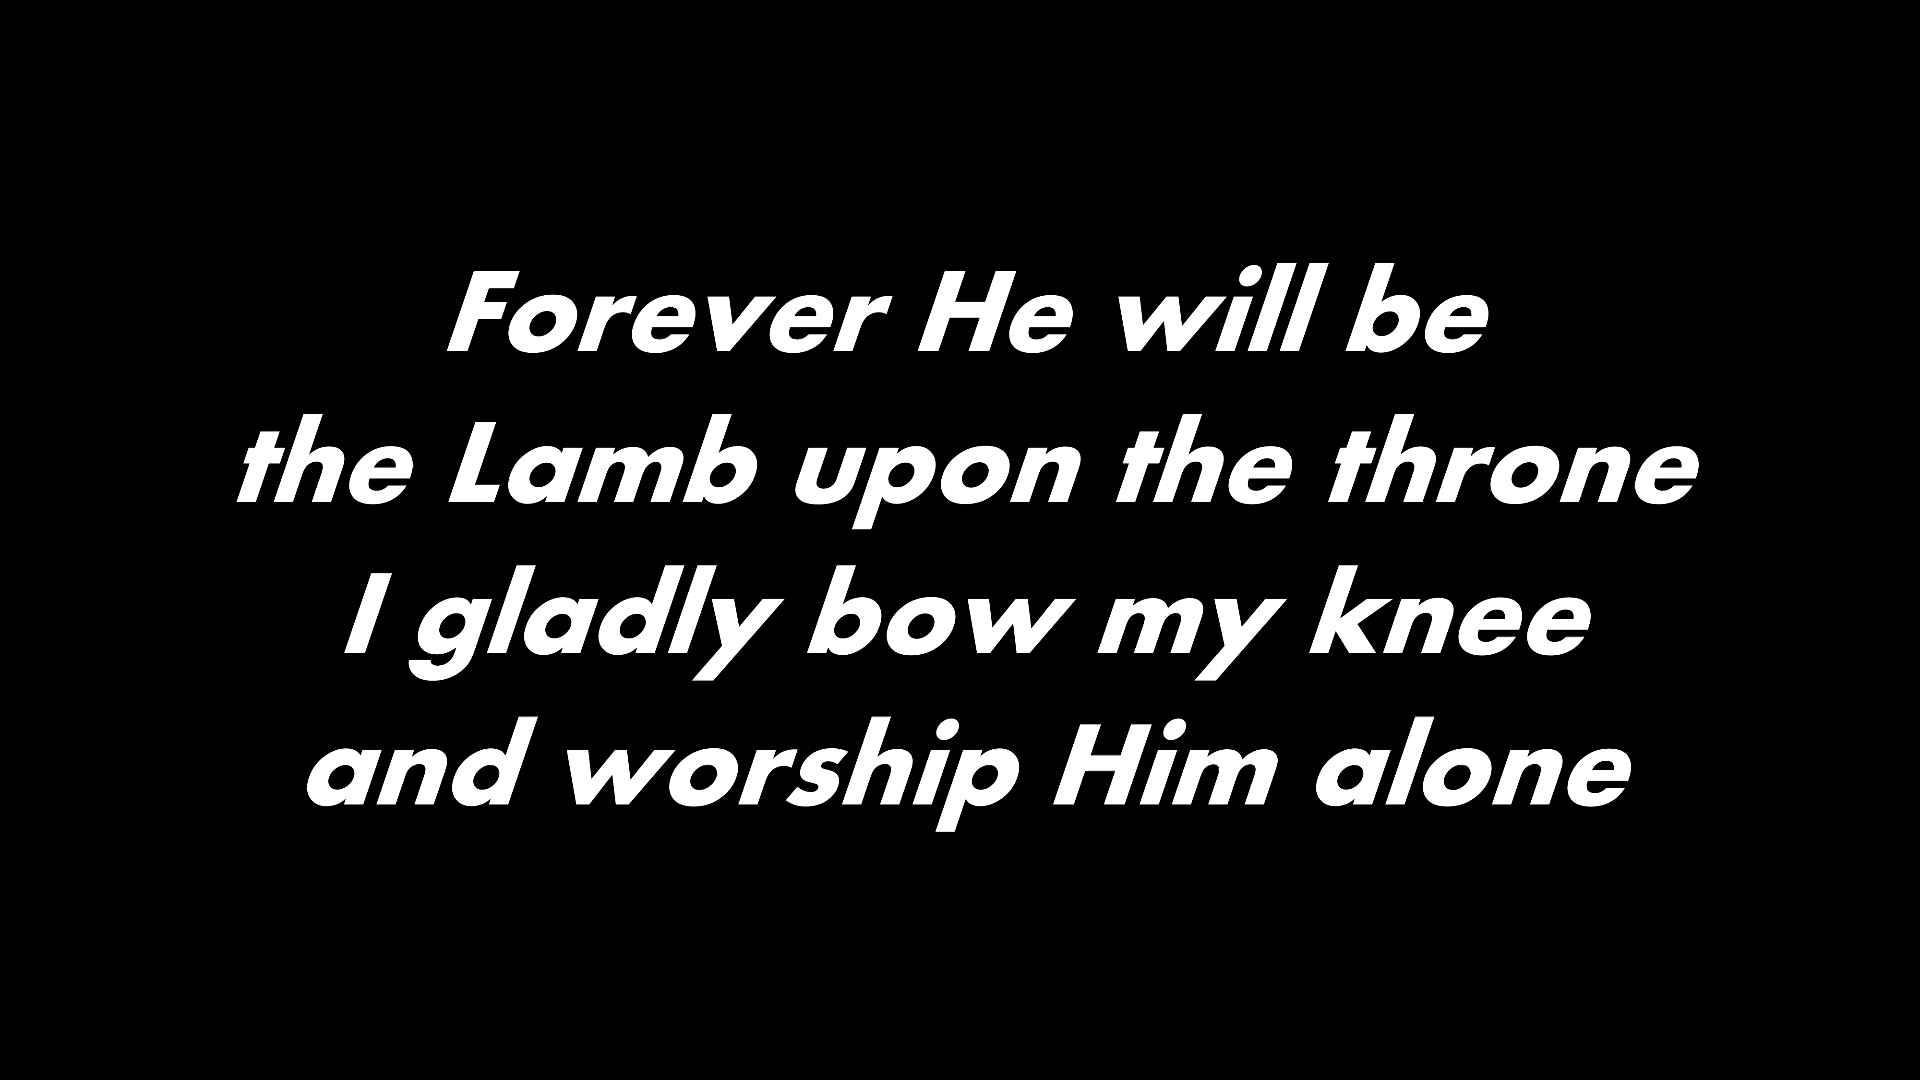 Forever He will be
the Lamb upon the throne
I gladly bow my knee
and worship Him alone